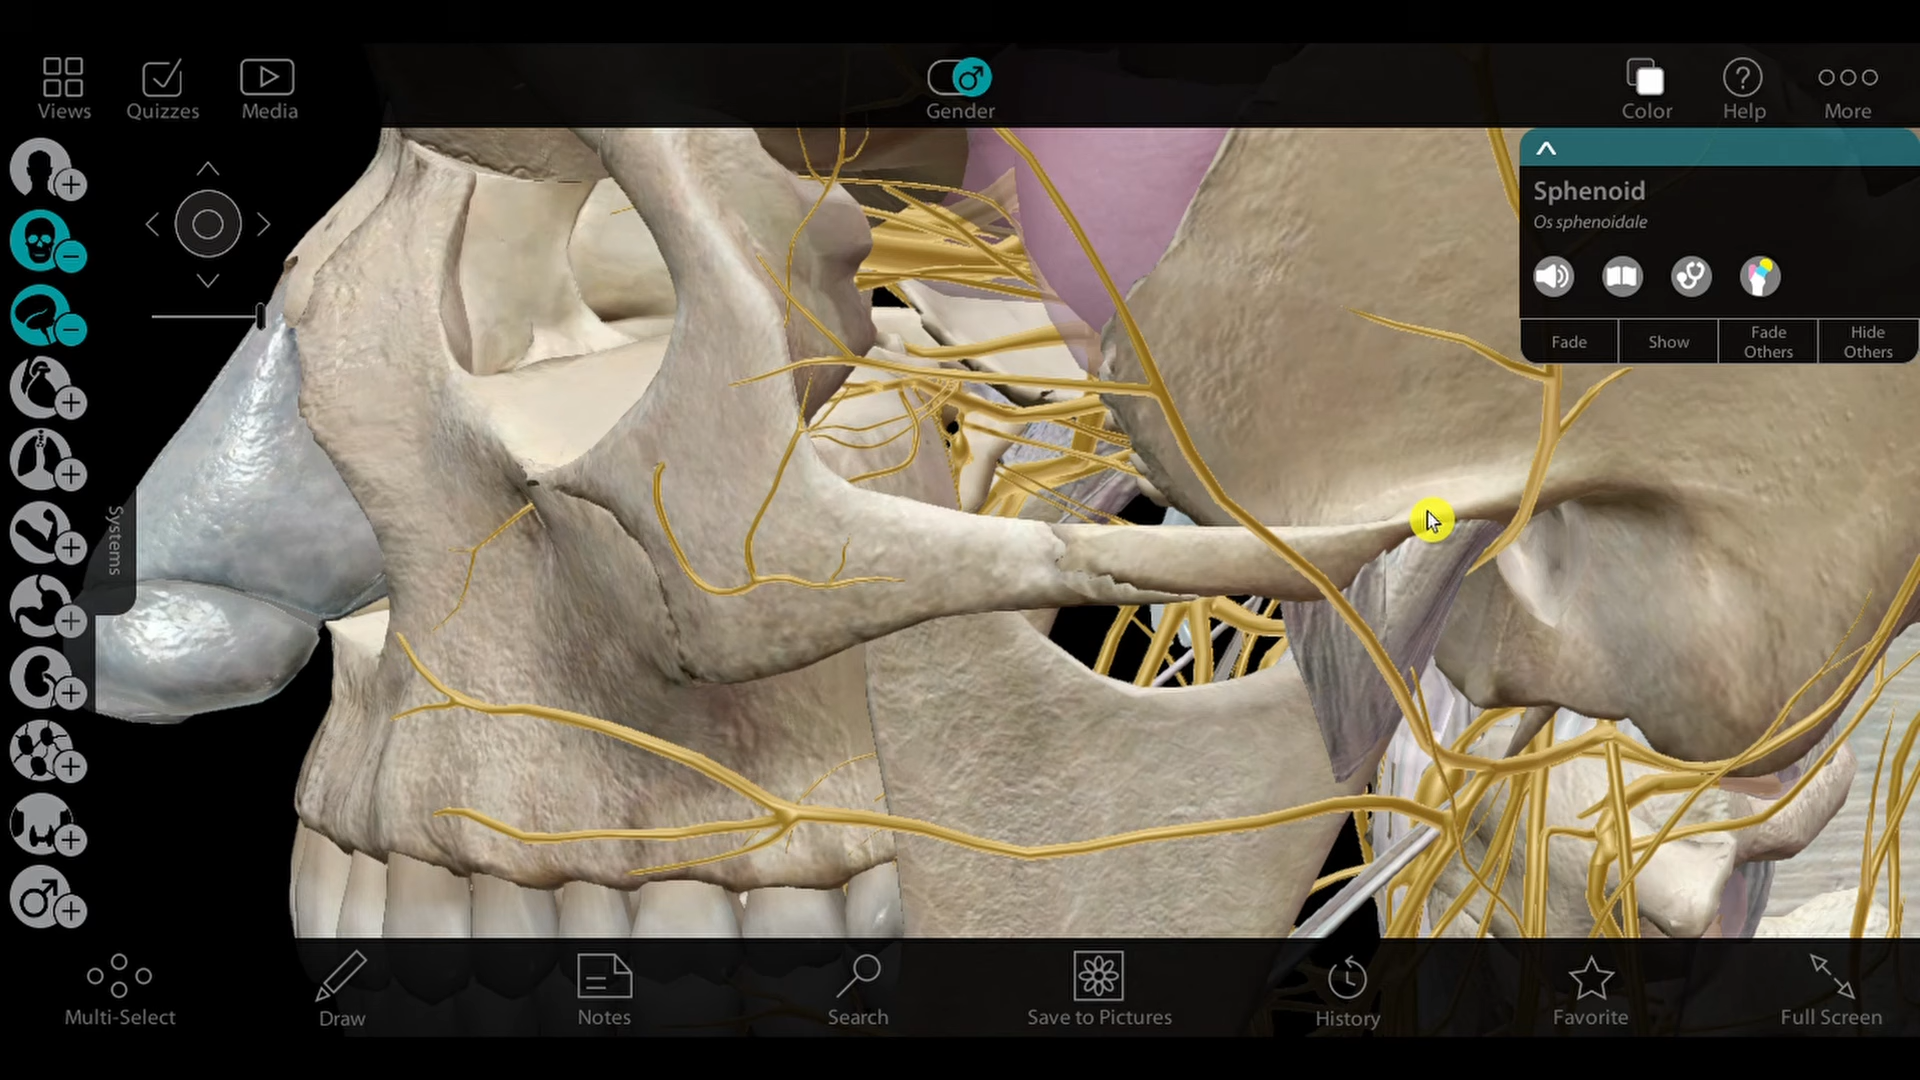 Views
Quizzes
Media
Gender
Color
Help
More
Sphenoid
Os sphenoidale
Fade
Show
Fade
Others
Hide
Others
Systems
Multi-Select
Draw
Notes
Search
Save to Pictures
History
Favorite
Full Screen